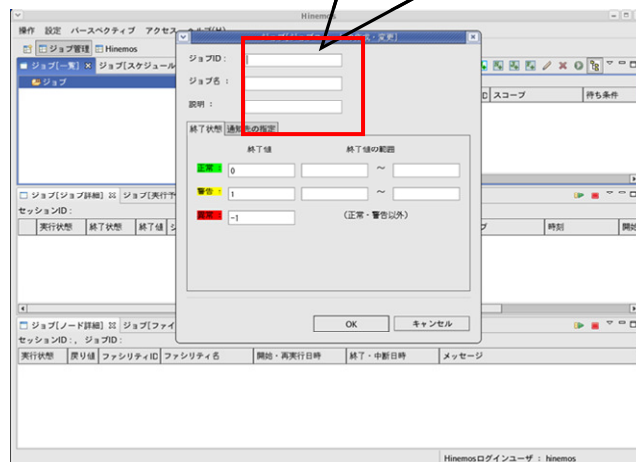 Hinemos
操作 設定 パースペクティブ アクセス ヘルプ(H)
ジョブ管理 Hinemos
ジョブ[一覧] ジョブ[スケジュール
ジョブ
スコープ 待ち条件
変更]
ジョブID：
ジョブ名：
説明：
終了状態 通知先の指定
終了値 終了値の範囲
正常： 0 ～
警告： 1 ～
異常： -1 （正常・警告以外）
OK キャンセル
ジョブ[ジョブ詳細] ジョブ[実行予
セッションID：
実行状態 終了状態 終了値 時刻 開始
ジョブ[ノード詳細] ジョブ[ファイ
セッションID：, ジョブID：
実行状態 戻り値 ファシリティID ファシリティ名 開始・再実行日時 終了・中断日時 メッセージ
Hinemosログインユーザ ： hinemos